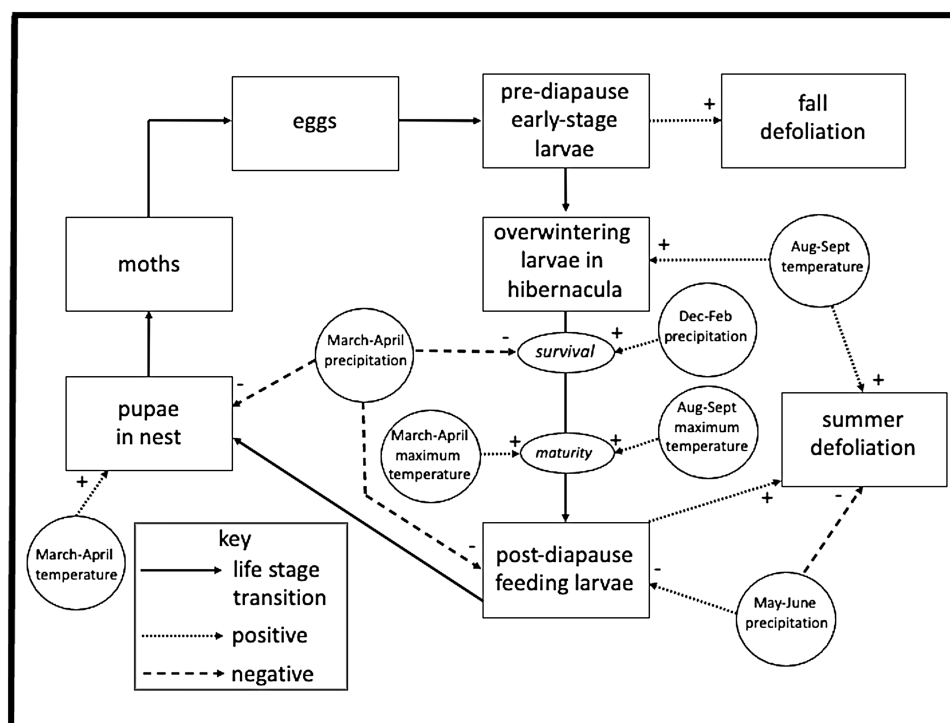 eggs
pre-diapause
early-stage
larvae
+
fall
defoliation
moths
overwintering
larvae in
hibernacula
+
Aug-Sept
temperature
March-April
precipitation
-
survival
+
Dec-Feb
precipitation
-
pupae
in nest
+
March-April
maximum
temperature
+
maturity
+
Aug-Sept
maximum
temperature
+
summer
defoliation
+
-
March-April
temperature
-
post-diapause
feeding larvae
-
May-June
precipitation
key
life stage
transition
positive
negative